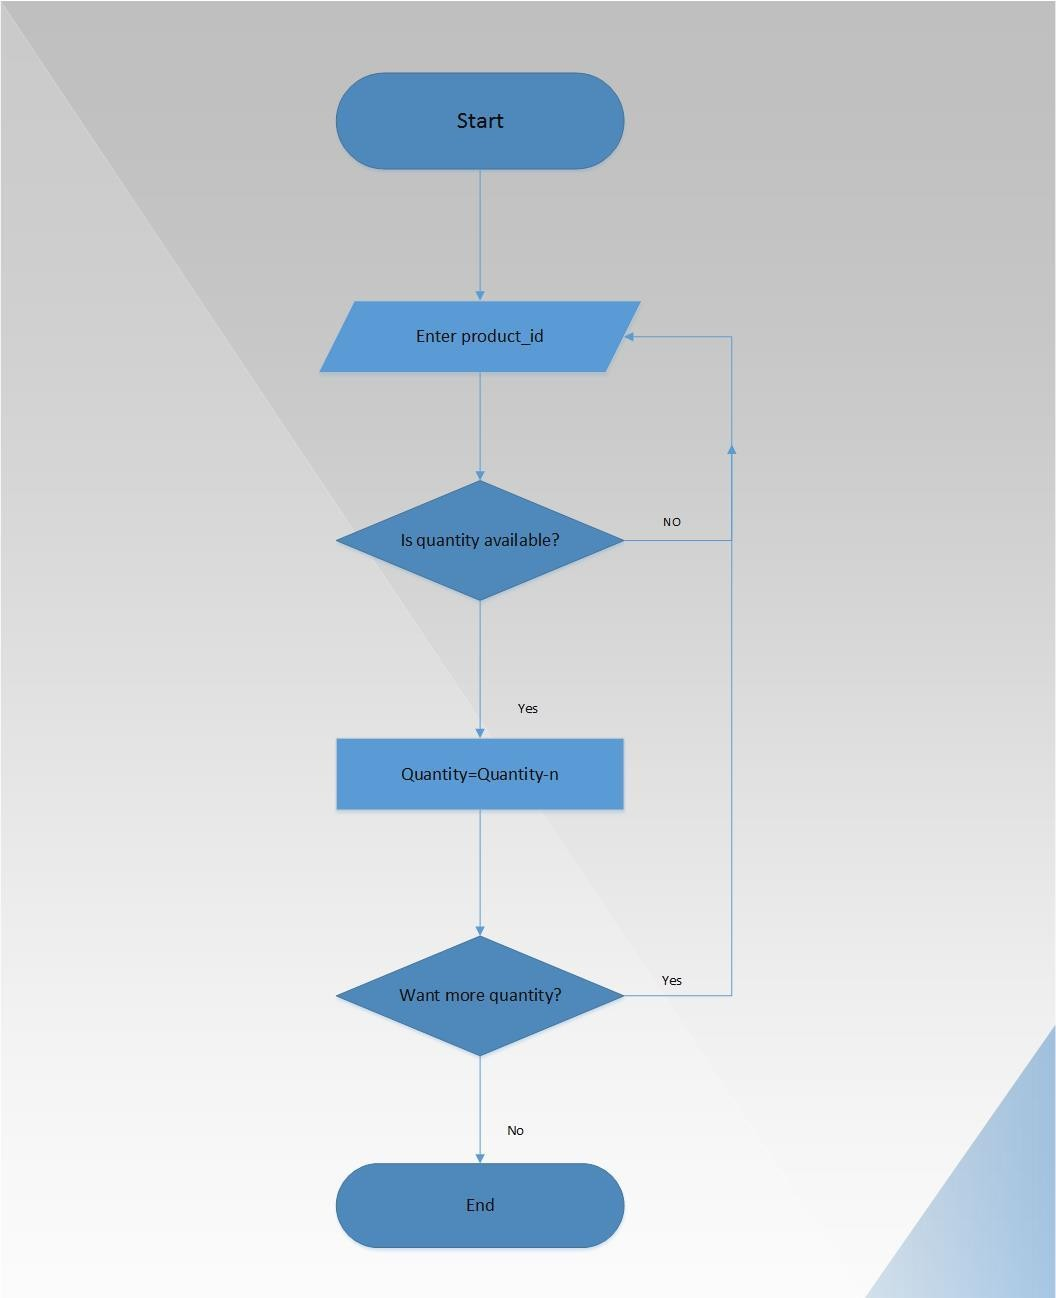 Start
Enter product_id
Is quantity available?
NO
Yes
Quantity=Quantity-n
Want more quantity?
Yes
No
End